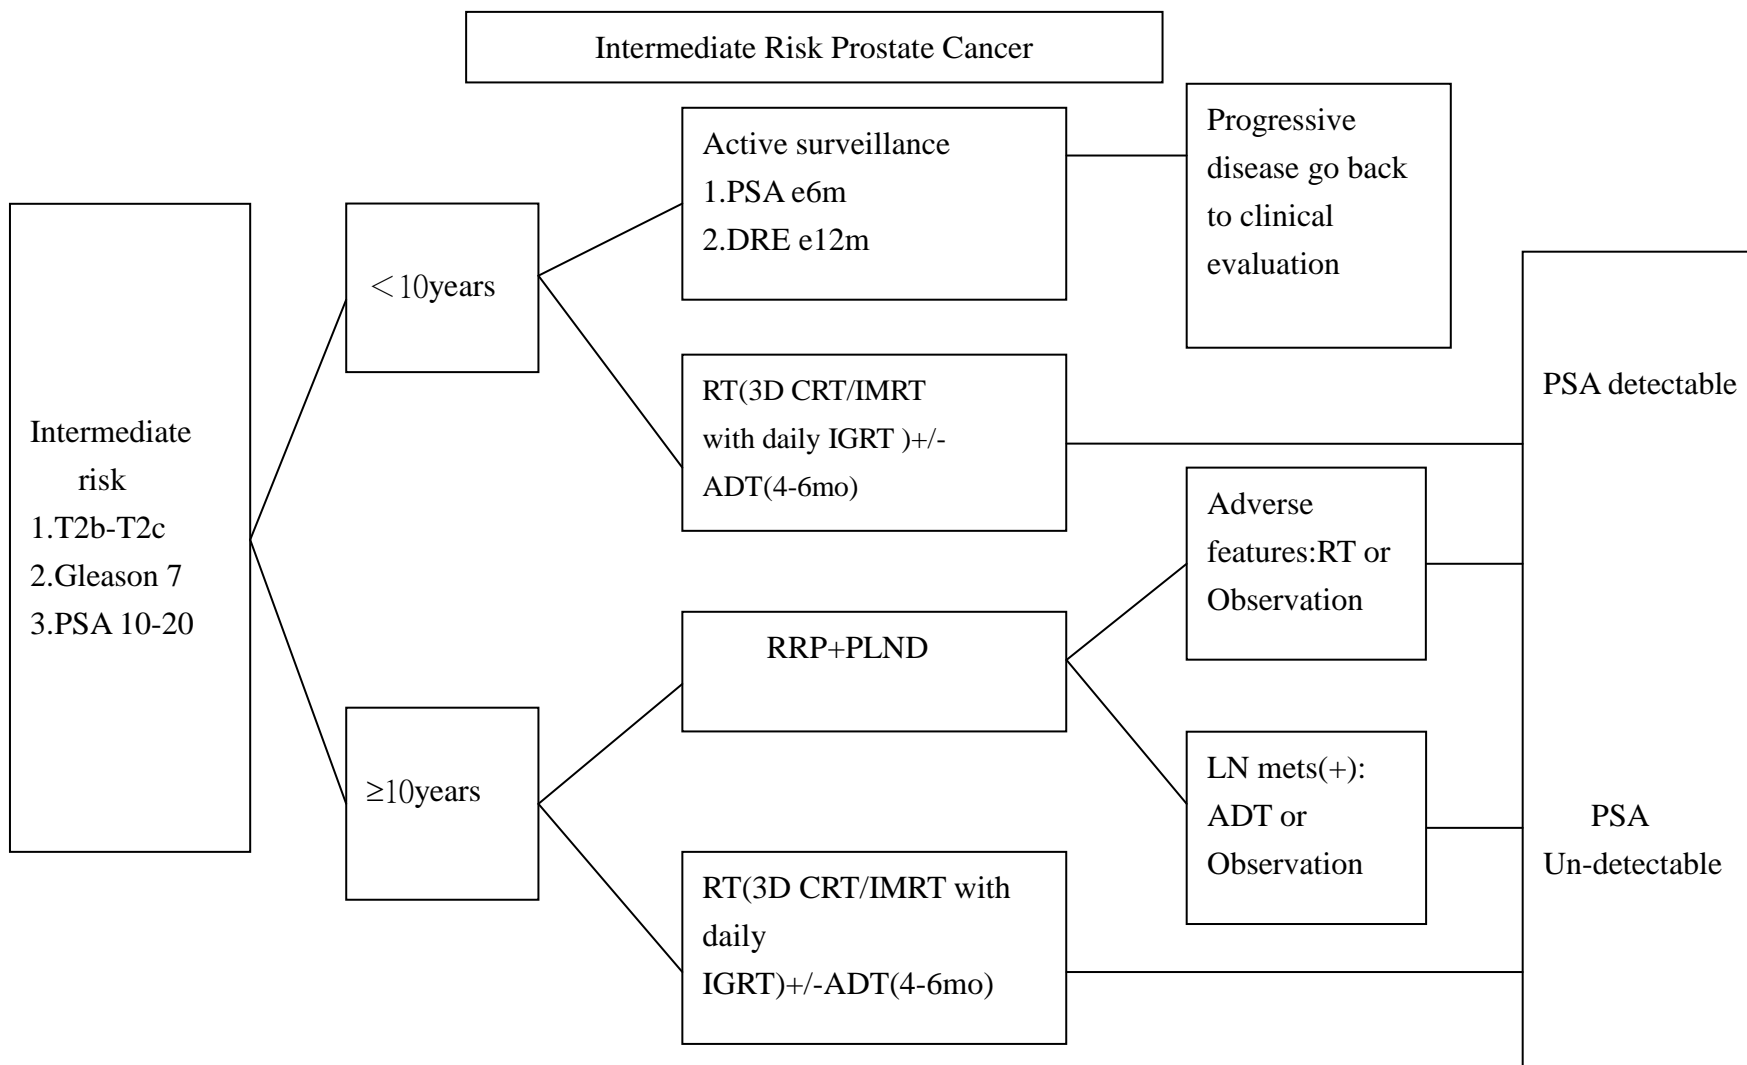 Intermediate Risk Prostate Cancer
Intermediate
risk
1.T2b-T2c
2.Gleason 7
3.PSA 10-20
＜10years
≥10years
Active surveillance
1.PSA e6m
2.DRE e12m
RT(3D CRT/IMRT
with daily IGRT )+/-
ADT(4-6mo)
RRP+PLND
RT(3D CRT/IMRT with
daily
IGRT)+/-ADT(4-6mo)
Progressive
disease go back
to clinical
evaluation
Adverse
features:RT or
Observation
LN mets(+):
ADT or
Observation
PSA detectable
PSA
Un-detectable